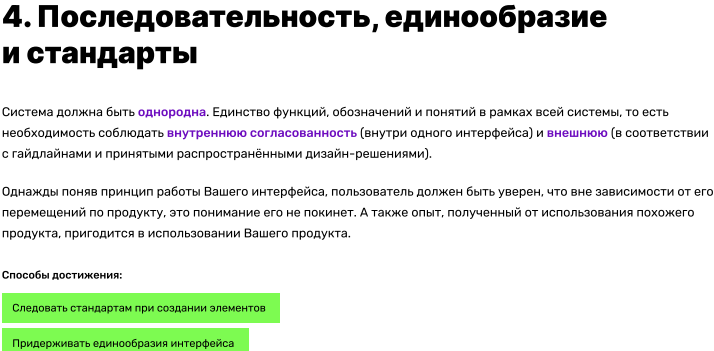 4. Последовательность, единообразие
и стандарты
Система должна быть однородна. Единство функций, обозначений и понятий в рамках всей системы, то есть
необходимость соблюдать внутреннюю согласованность (внутри одного интерфейса) и внешнюю (в соответствии
с гайдлайнами и принятыми распространёнными дизайн-решениями).
Однажды поняв принцип работы Вашего интерфейса, пользователь должен быть уверен, что вне зависимости от его
перемещений по продукту, это понимание его не покинет. А также опыт, полученный от использования похожего
продукта, пригодится в использовании Вашего продукта.
Способы достижения:
Следовать стандартам при создании элементов
Придерживать единообразия интерфейса